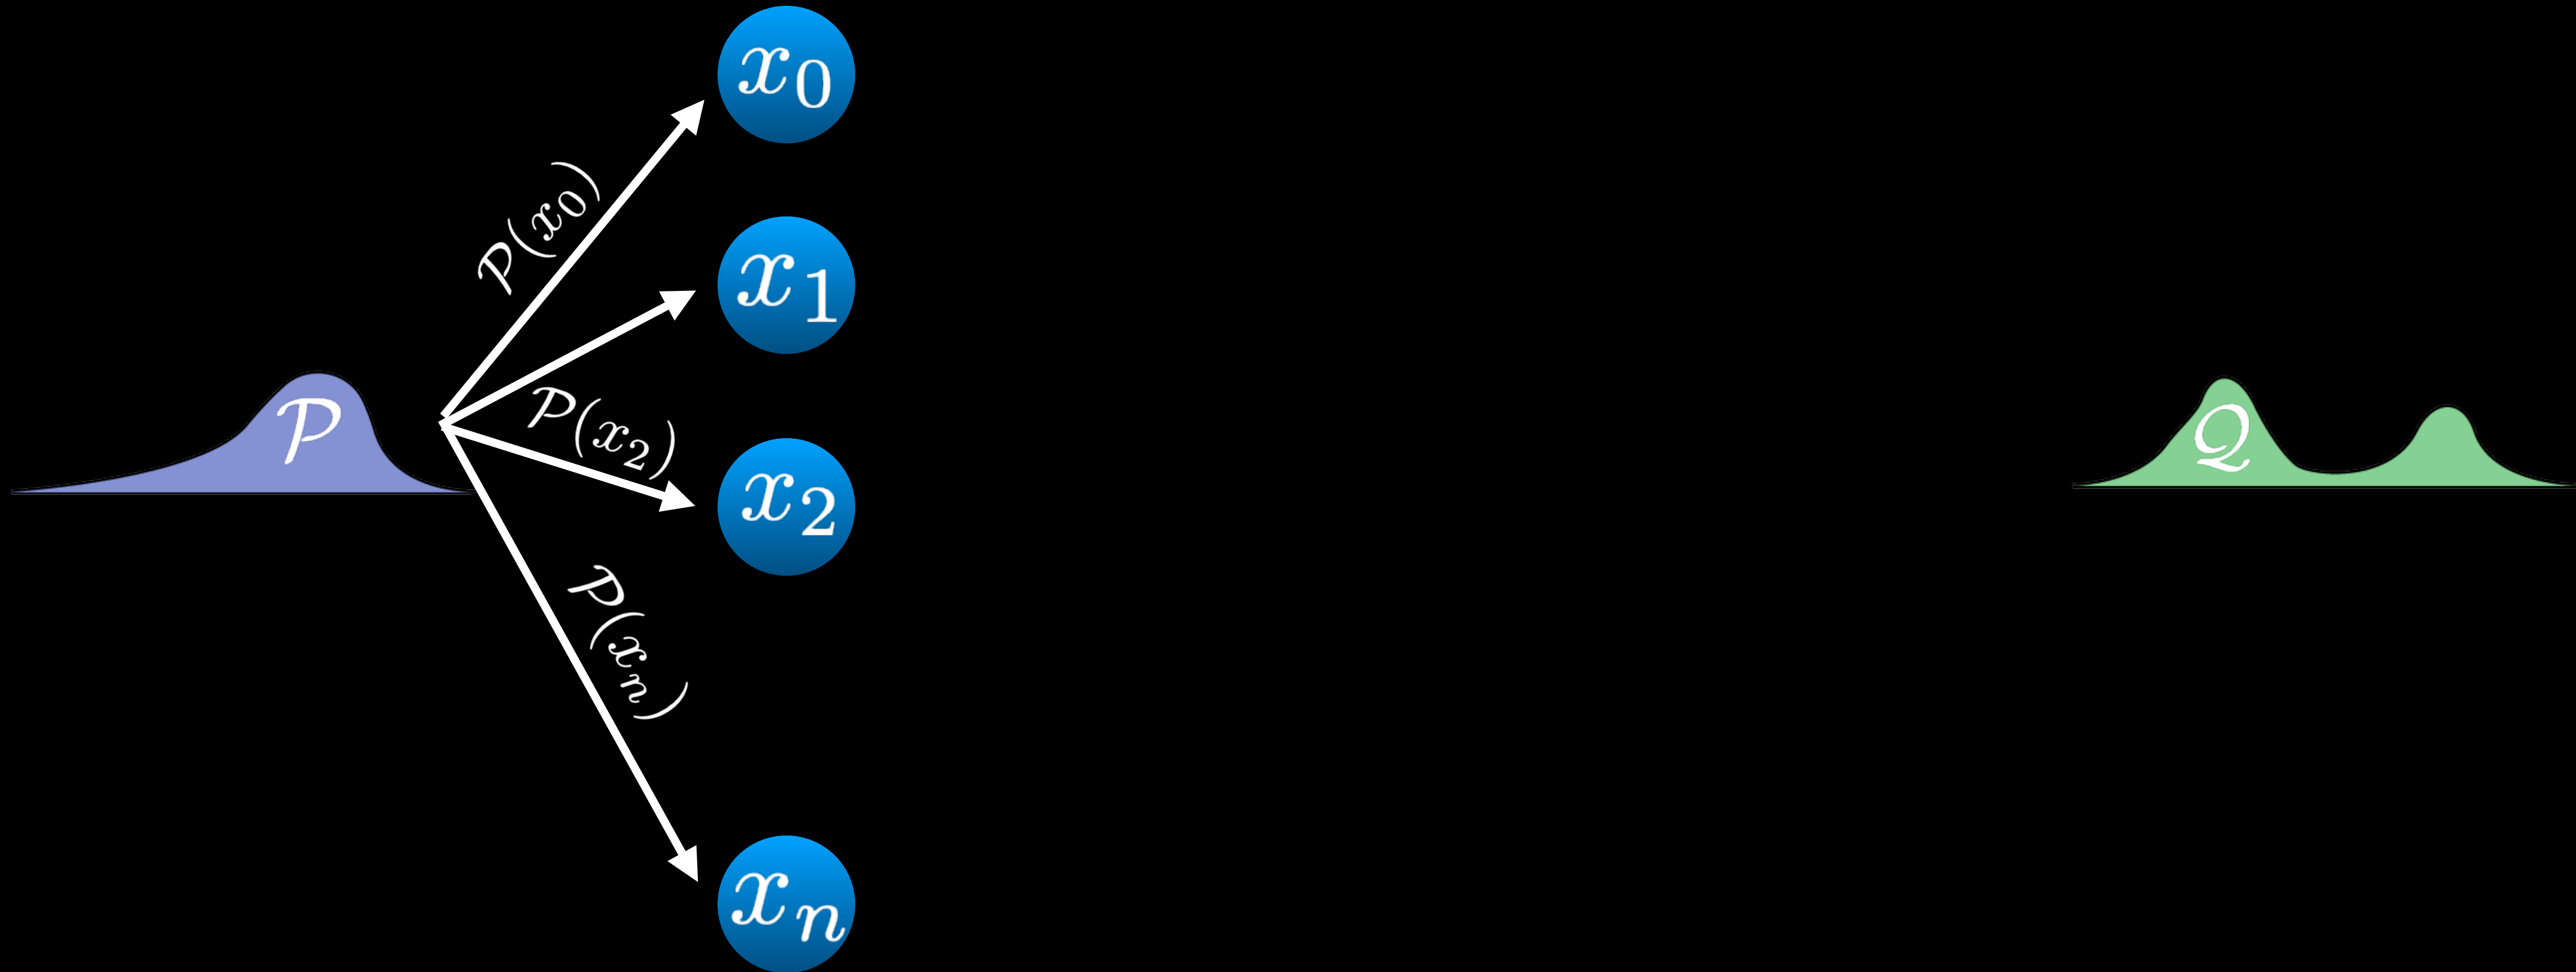 x₀
𝒫(x₀)
x₁
𝒫
𝒫(x₂)
𝒬
x₂
𝒫(xₙ)
xₙ